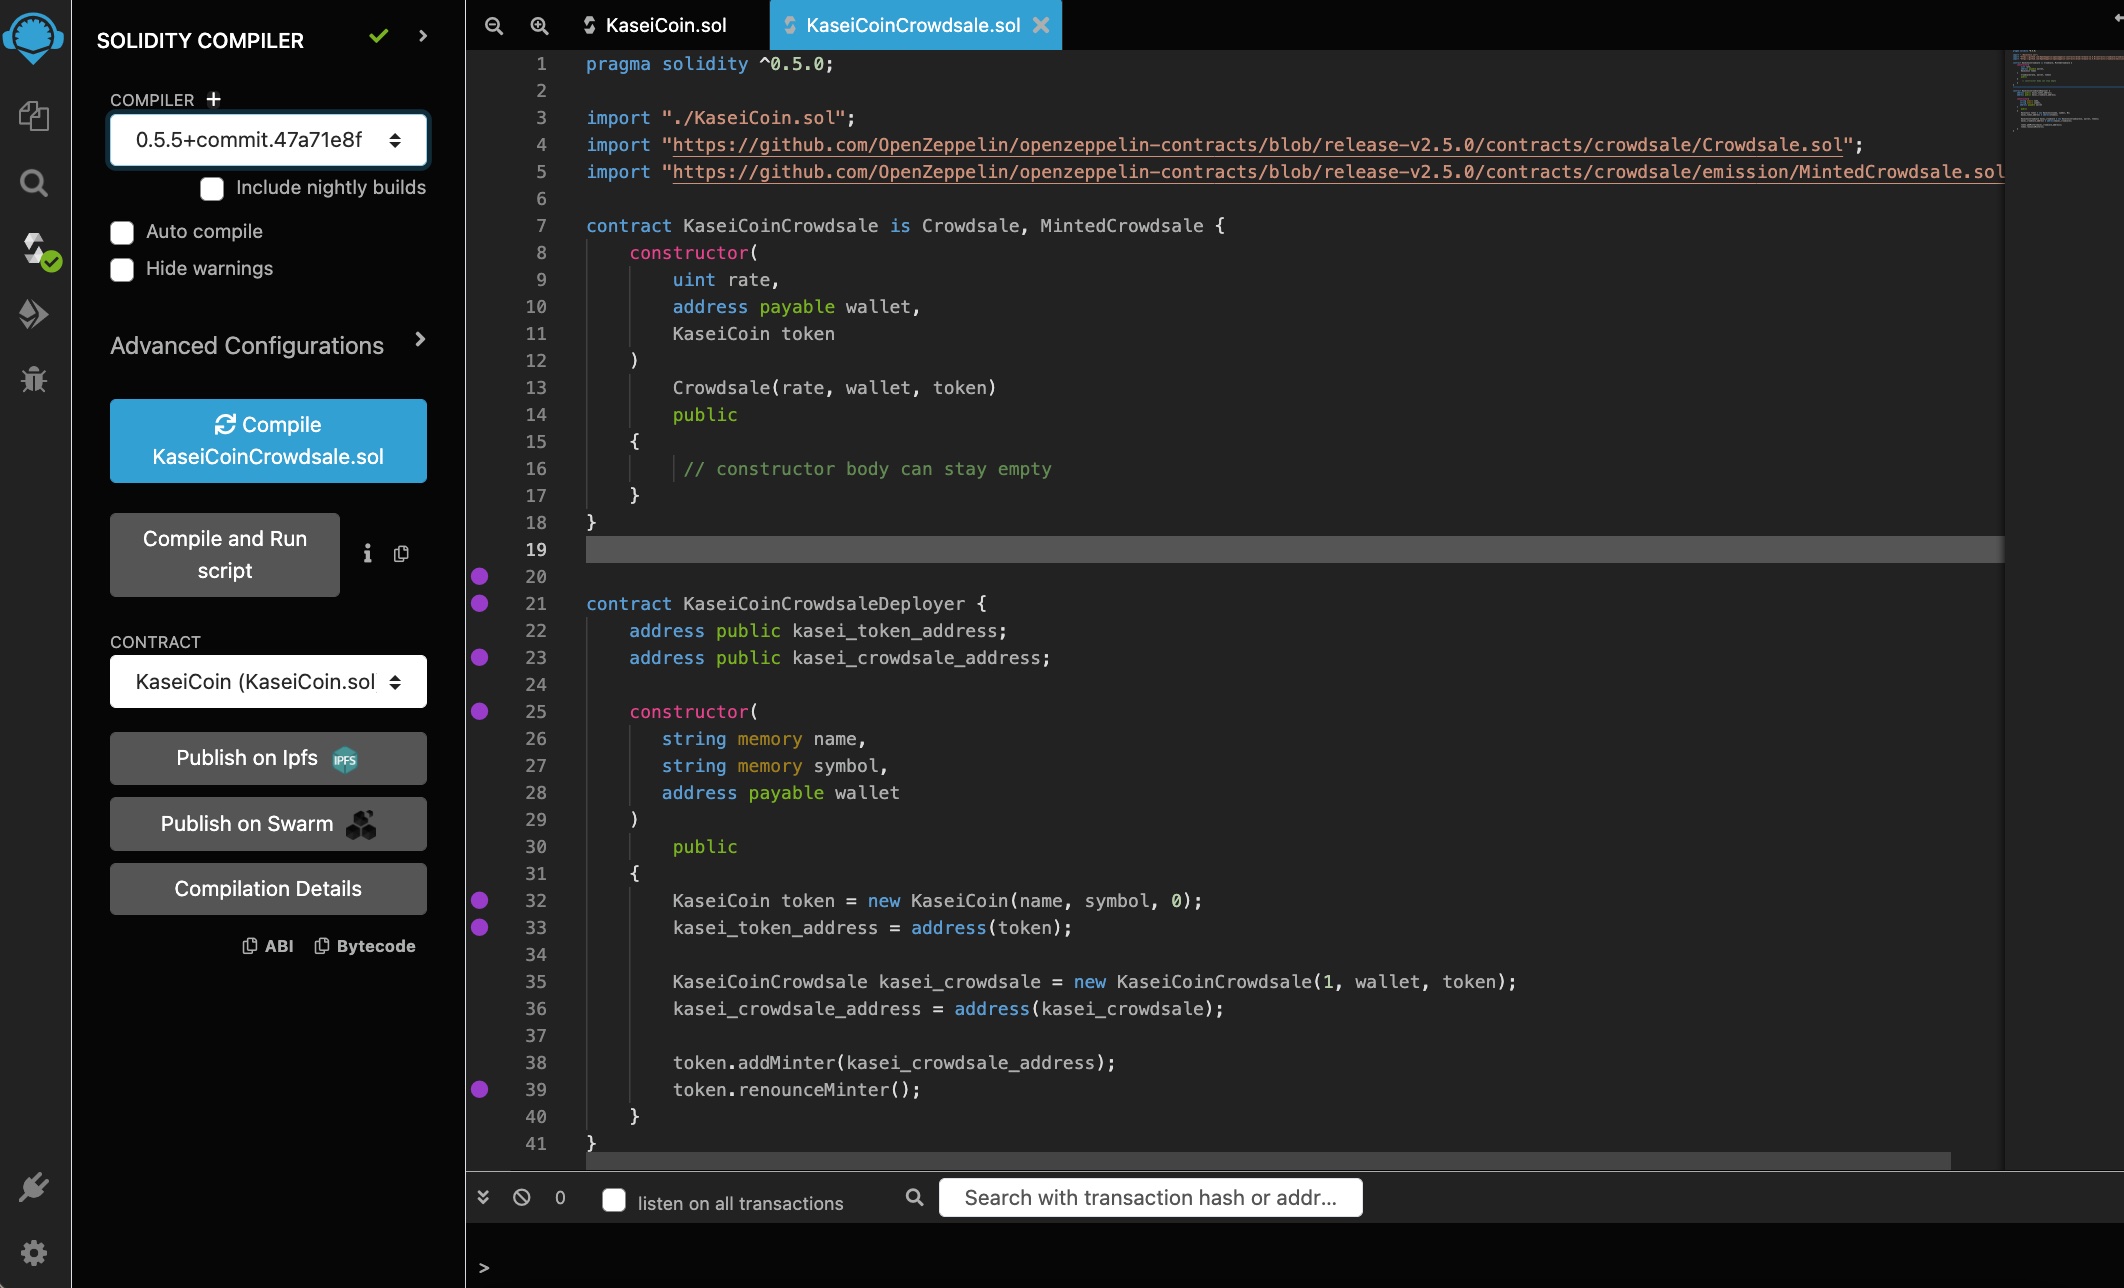 SOLIDITY COMPILER
COMPILER +
0.5.5+commit.47a71e8f
Include nightly builds
Auto compile
Hide warnings
Advanced Configurations
Compile
KaseiCoinCrowdsale.sol
Compile and Run
script
CONTRACT
KaseiCoin (KaseiCoin.sol
Publish on Ipfs IPFS
Publish on Swarm
Compilation Details
ABI Bytecode
KaseiCoin.sol KaseiCoinCrowdsale.sol
1 pragma solidity ^0.5.0;
2
3 import "./KaseiCoin.sol";
4 import "https://github.com/OpenZeppelin/openzeppelin-contracts/blob/release-v2.5.0/contracts/crowdsale/Crowdsale.sol";
5 import "https://github.com/OpenZeppelin/openzeppelin-contracts/blob/release-v2.5.0/contracts/crowdsale/emission/MintedCrowdsale.sol
6
7 contract KaseiCoinCrowdsale is Crowdsale, MintedCrowdsale {
8 constructor(
9 uint rate,
10 address payable wallet,
11 KaseiCoin token
12 )
13 Crowdsale(rate, wallet, token)
14 public
15 {
16 // constructor body can stay empty
17 }
18 }
19
20
21 contract KaseiCoinCrowdsaleDeployer {
22 address public kasei_token_address;
23 address public kasei_crowdsale_address;
24
25 constructor(
26 string memory name,
27 string memory symbol,
28 address payable wallet
29 )
30 public
31 {
32 KaseiCoin token = new KaseiCoin(name, symbol, 0);
33 kasei_token_address = address(token);
34
35 KaseiCoinCrowdsale kasei_crowdsale = new KaseiCoinCrowdsale(1, wallet, token);
36 kasei_crowdsale_address = address(kasei_crowdsale);
37
38 token.addMinter(kasei_crowdsale_address);
39 token.renounceMinter();
40 }
41 }
0 listen on all transactions Search with transaction hash or addr...
>